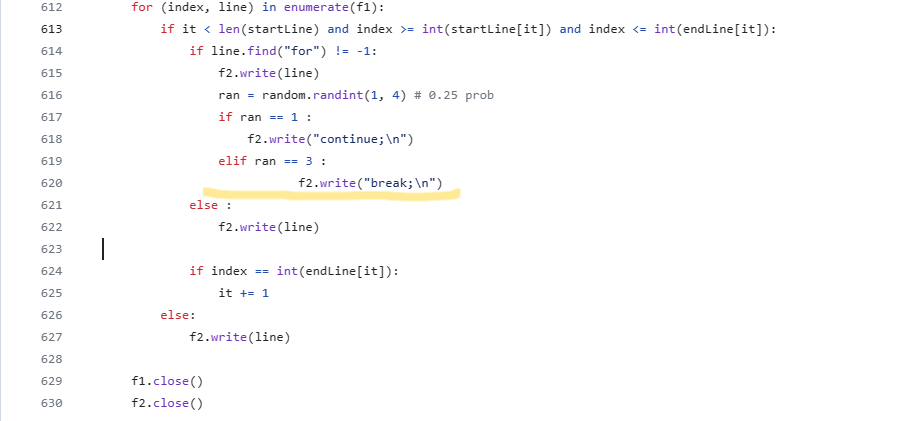 612 for (index, line) in enumerate(f1):
613 if it < len(startLine) and index >= int(startLine[it]) and index <= int(endLine[it]):
614 if line.find("for") != -1:
615 f2.write(line)
616 ran = random.randint(1, 4) # 0.25 prob
617 if ran == 1 :
618 f2.write("continue;\n")
619 elif ran == 3 :
620 f2.write("break;\n")
621 else :
622 f2.write(line)
623
624 if index == int(endLine[it]):
625 it += 1
626 else:
627 f2.write(line)
628
629 f1.close()
630 f2.close()